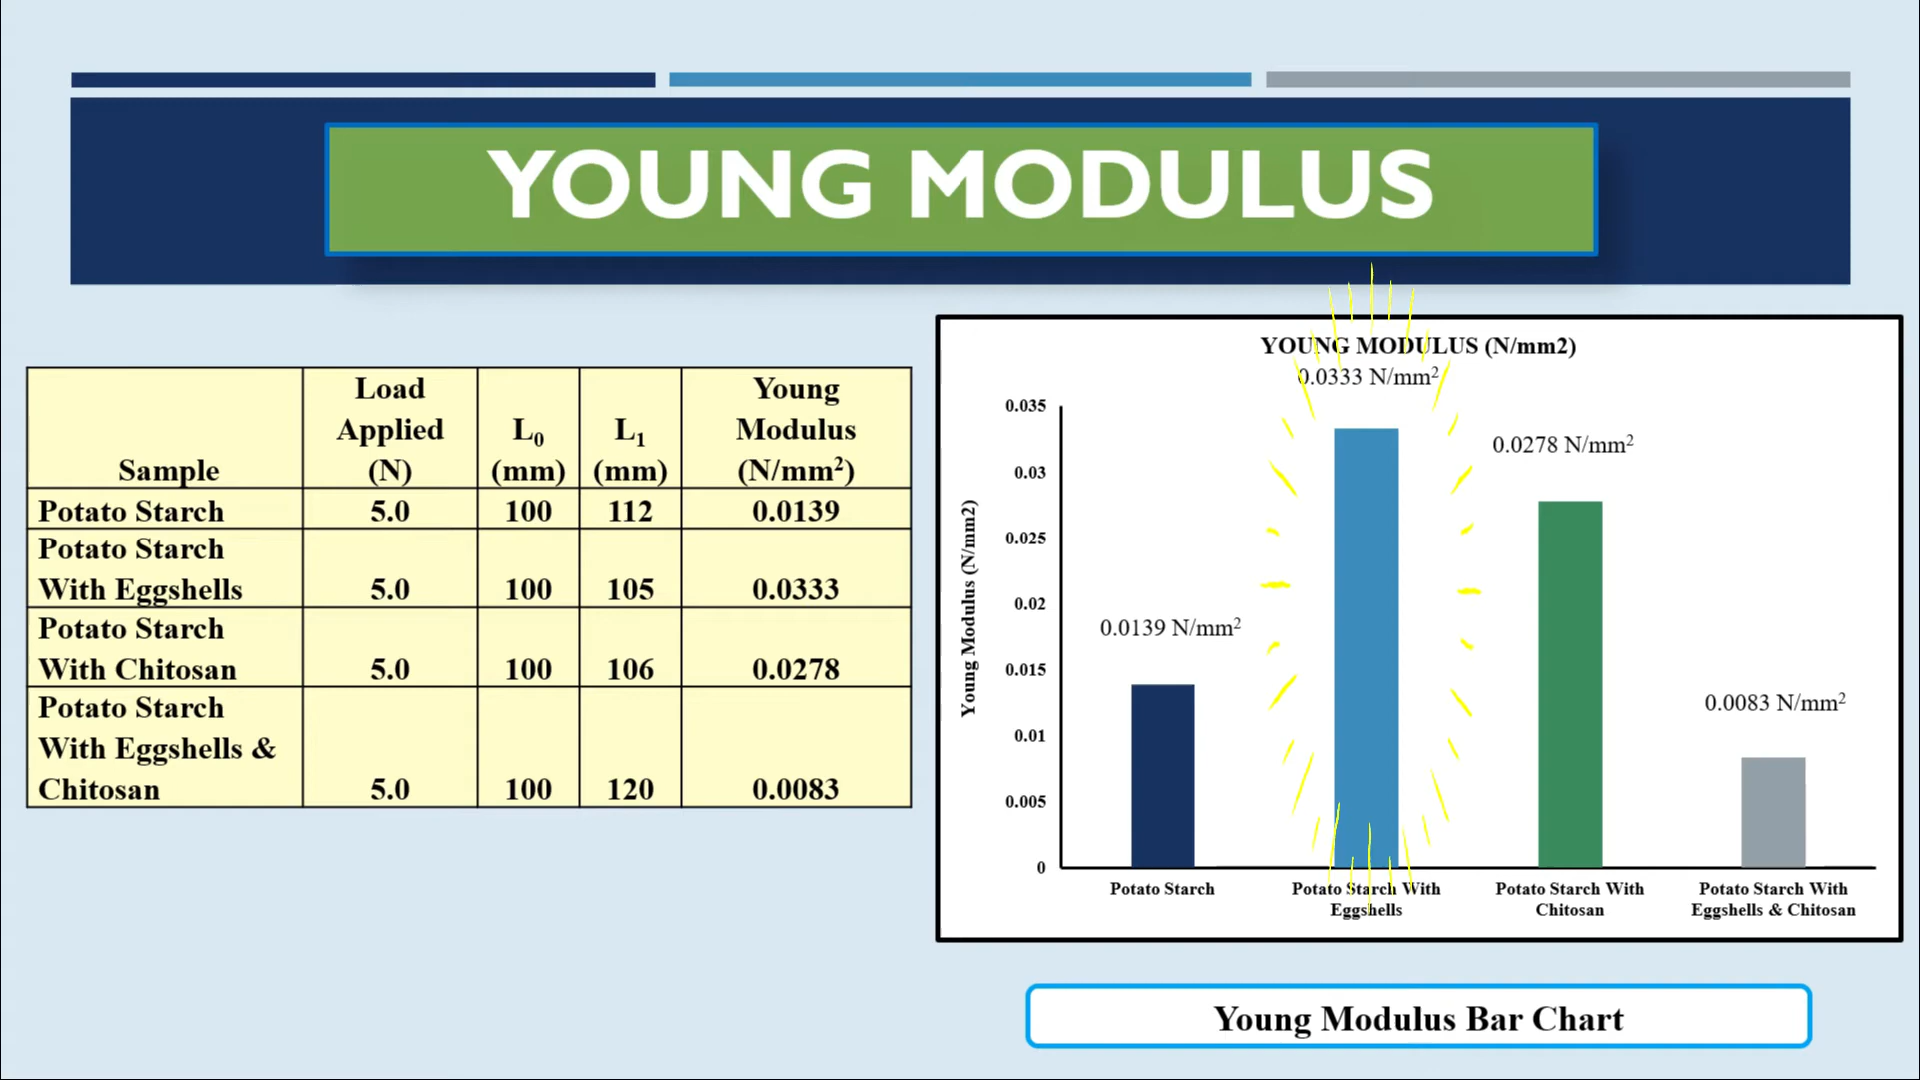 YOUNG MODULUS
Sample
Load
Applied
(N)
L₀
(mm)
L₁
(mm)
Young
Modulus
(N/mm²)
Potato Starch
5.0
100
112
0.0139
Potato Starch
With Eggshells
5.0
100
105
0.0333
Potato Starch
With Chitosan
5.0
100
106
0.0278
Potato Starch
With Eggshells &
Chitosan
5.0
100
120
0.0083
YOUNG MODULUS (N/mm2)
0.0333 N/mm²
0.0278 N/mm²
0.0139 N/mm²
0.0083 N/mm²
Young Modulus (N/mm2)
0.035
0.03
0.025
0.02
0.015
0.01
0.005
0
Potato Starch
Potato Starch With
Eggshells
Potato Starch With
Chitosan
Potato Starch With
Eggshells & Chitosan
Young Modulus Bar Chart